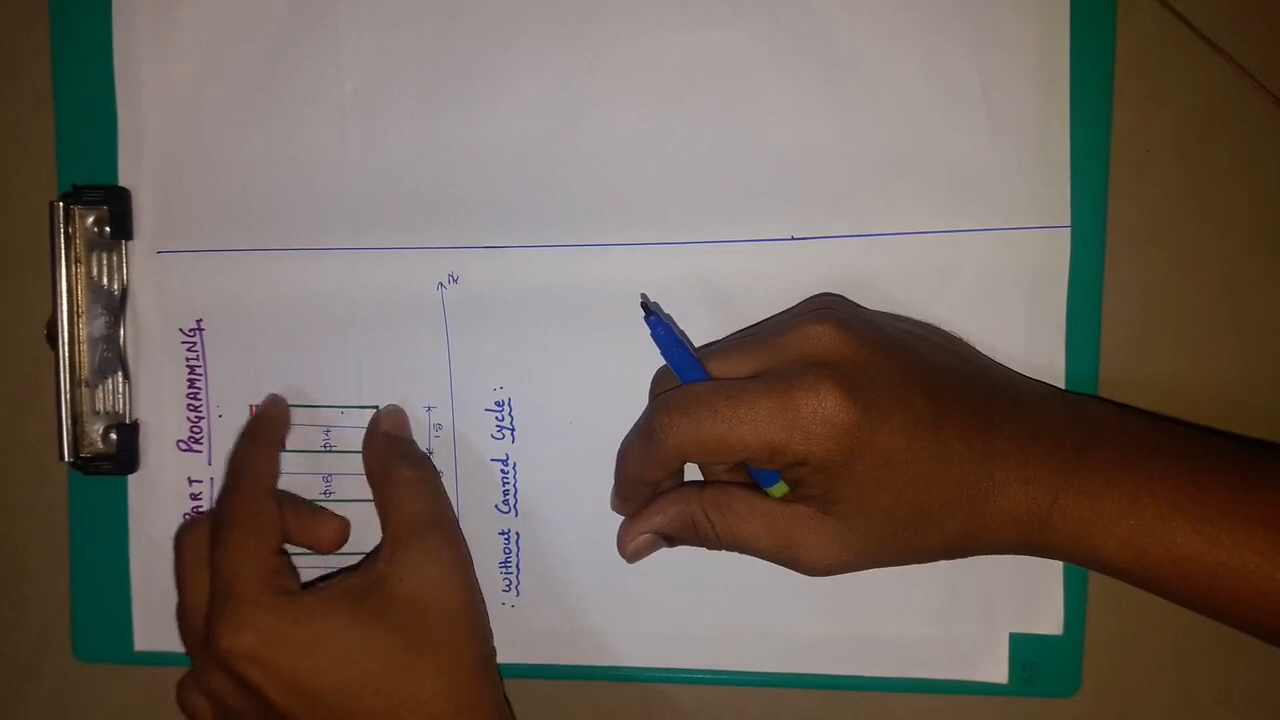 PART PROGRAMMING
ϕ14
ϕ18
15
Z
: Without Canned Cycle :